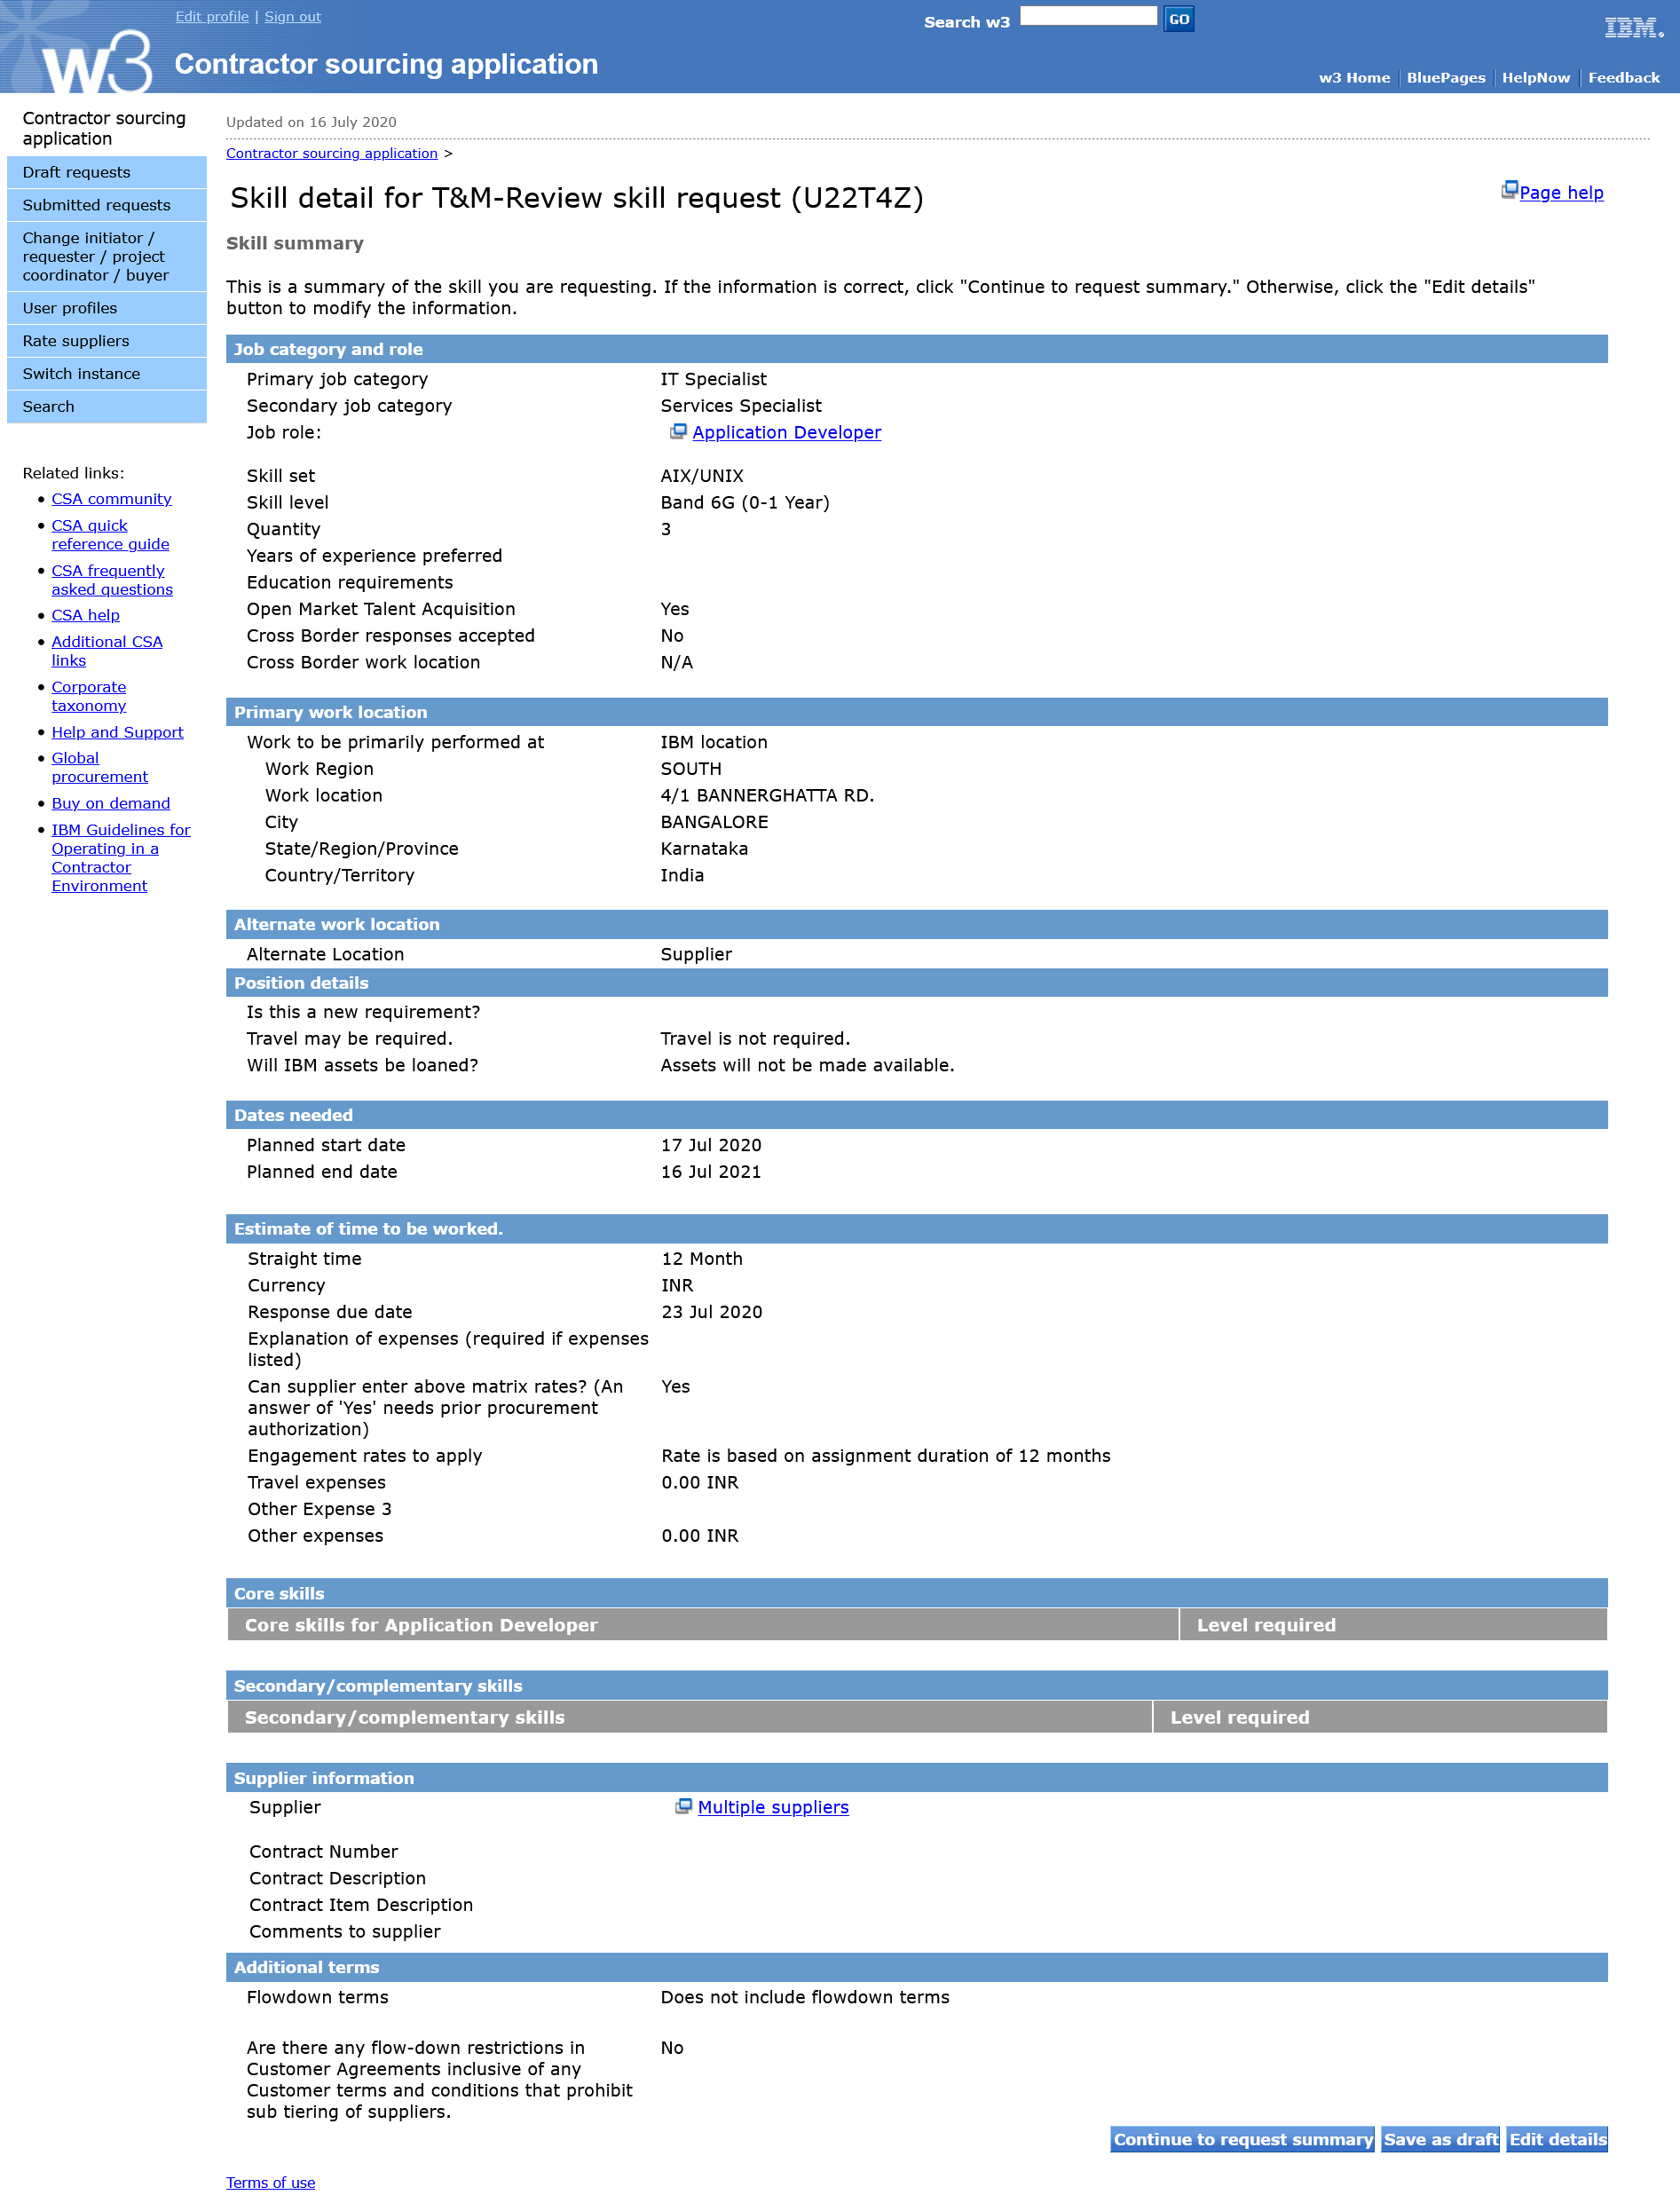 Edit profile | Sign out
Search w3 GO
IBM.
w3 Contractor sourcing application
w3 Home BluePages HelpNow Feedback
Contractor sourcing
application
Draft requests
Submitted requests
Change initiator /
requester / project
coordinator / buyer
User profiles
Rate suppliers
Switch instance
Search
Related links:
CSA community
CSA quick
reference guide
CSA frequently
asked questions
CSA help
Additional CSA
links
Corporate
taxonomy
Help and Support
Global
procurement
Buy on demand
IBM Guidelines for
Operating in a
Contractor
Environment
Updated on 16 July 2020
Contractor sourcing application >
Skill detail for T&M-Review skill request (U22T4Z)
Page help
Skill summary
This is a summary of the skill you are requesting. If the information is correct, click "Continue to request summary." Otherwise, click the "Edit details"
button to modify the information.
Job category and role
Primary job category IT Specialist
Secondary job category Services Specialist
Job role: Application Developer
Skill set AIX/UNIX
Skill level Band 6G (0-1 Year)
Quantity 3
Years of experience preferred
Education requirements
Open Market Talent Acquisition Yes
Cross Border responses accepted No
Cross Border work location N/A
Primary work location
Work to be primarily performed at IBM location
Work Region SOUTH
Work location 4/1 BANNERGHATTA RD.
City BANGALORE
State/Region/Province Karnataka
Country/Territory India
Alternate work location
Alternate Location Supplier
Position details
Is this a new requirement?
Travel may be required. Travel is not required.
Will IBM assets be loaned? Assets will not be made available.
Dates needed
Planned start date 17 Jul 2020
Planned end date 16 Jul 2021
Estimate of time to be worked.
Straight time 12 Month
Currency INR
Response due date 23 Jul 2020
Explanation of expenses (required if expenses
listed)
Can supplier enter above matrix rates? (An Yes
answer of 'Yes' needs prior procurement
authorization)
Engagement rates to apply Rate is based on assignment duration of 12 months
Travel expenses 0.00 INR
Other Expense 3
Other expenses 0.00 INR
Core skills
Core skills for Application Developer Level required
Secondary/complementary skills
Secondary/complementary skills Level required
Supplier information
Supplier Multiple suppliers
Contract Number
Contract Description
Contract Item Description
Comments to supplier
Additional terms
Flowdown terms Does not include flowdown terms
Are there any flow-down restrictions in No
Customer Agreements inclusive of any
Customer terms and conditions that prohibit
sub tiering of suppliers.
Continue to request summary Save as draft Edit details
Terms of use